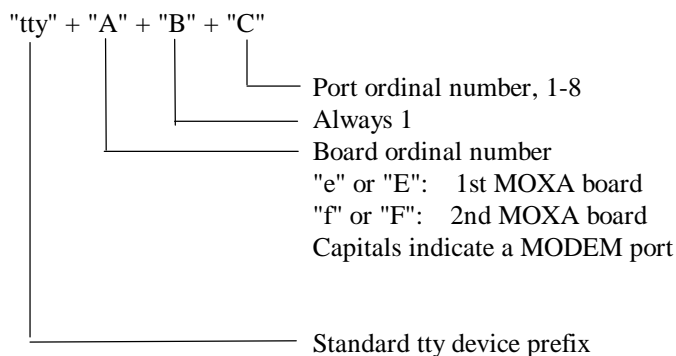 "tty" + "A" + "B" + "C"
Port ordinal number, 1-8
Always 1
Board ordinal number
"e" or "E": 1st MOXA board
"f" or "F": 2nd MOXA board
Capitals indicate a MODEM port
Standard tty device prefix